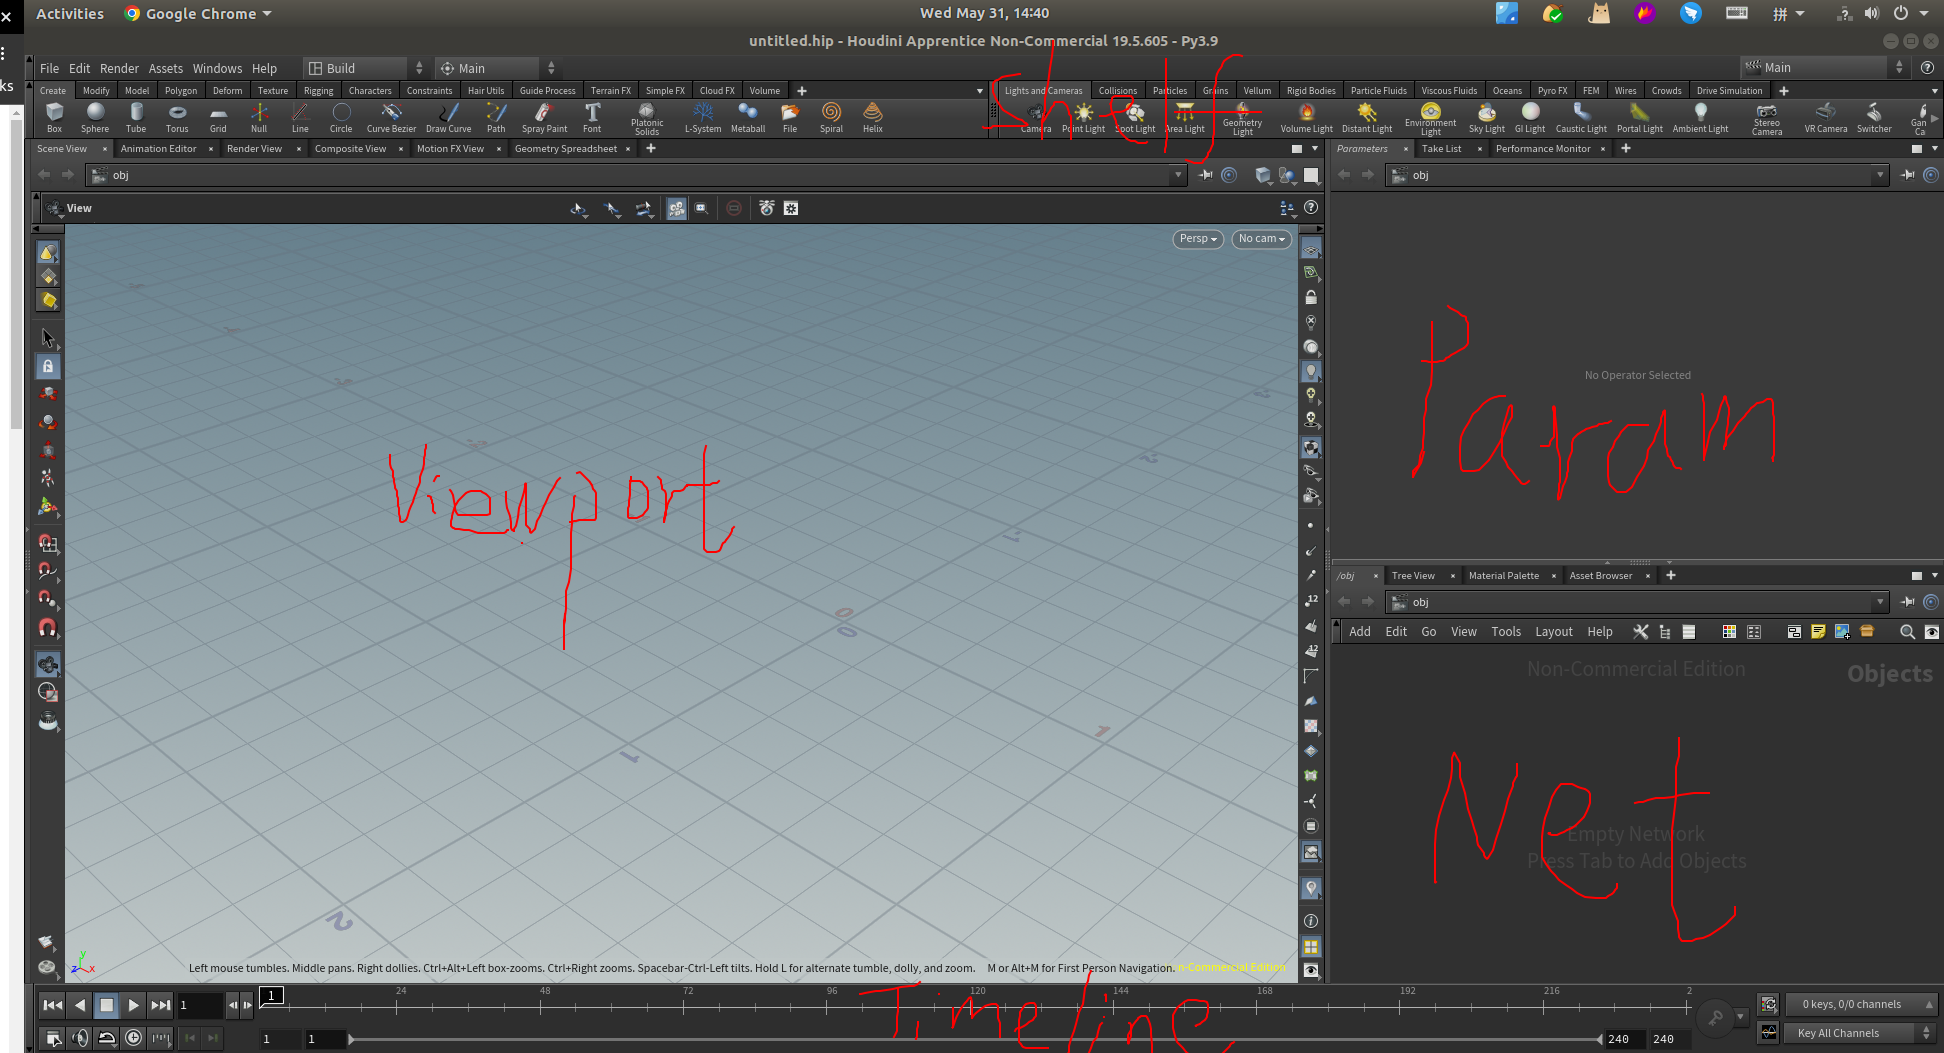 Activities Google Chrome Wed May 31, 14:40 拼
untitled.hip - Houdini Apprentice Non-Commercial 19.5.605 - Py3.9
ks
File Edit Render Assets Windows Help Build Main Main
Create Modify Model Polygon Deform Texture Rigging Characters Constraints Hair Utils Guide Process Terrain FX Simple FX Cloud FX Volume
Lights and Cameras Collisions Particles Grains Vellum Rigid Bodies Particle Fluids Viscous Fluids Oceans Pyro FX FEM Wires Crowds Drive Simulation
Box Sphere Tube Torus Grid Null Line Circle Curve Bezier Draw Curve Path Spray Paint Font Platonic Solids L-System Metaball File Spiral Helix
Camera Point Light Spot Light Area Light Geometry Light Volume Light Distant Light Environment Light Sky Light GI Light Caustic Light Portal Light Ambient Light Stereo Camera VR Camera Switcher Gan Ca
Shelf
Scene View Animation Editor Render View Composite View Motion FX View Geometry Spreadsheet
obj
View
Persp No cam
Viewport
0
0
1
1
2
Left mouse tumbles. Middle pans. Right dollies. Ctrl+Alt+Left box-zooms. Ctrl+Right zooms. Spacebar-Ctrl-Left tilts. Hold L for alternate tumble, dolly, and zoom. M or Alt+M for First Person Navigation.
n-Commercial Edition
y
z x
12
12
Parameters Take List Performance Monitor
obj
No Operator Selected
Param
/obj Tree View Material Palette Asset Browser
obj
Add Edit Go View Tools Layout Help
Non-Commercial Edition Objects
Empty Network
Press Tab to Add Objects
Net
1 1 24 48 72 96 120 144 168 192 216 2
Timeline
0 keys, 0/0 channels
1 1 240 240 Key All Channels